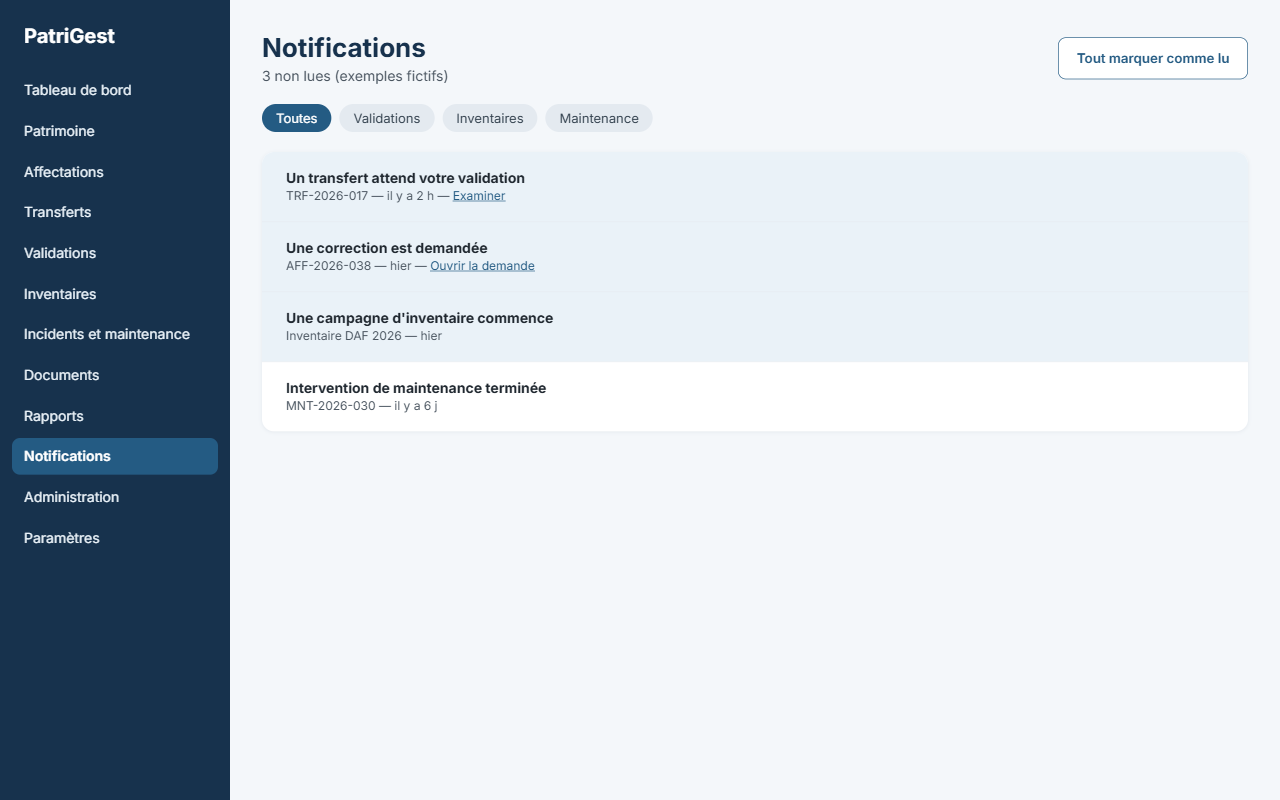 PatriGest
Tableau de bord
Patrimoine
Affectations
Transferts
Validations
Inventaires
Incidents et maintenance
Documents
Rapports
Notifications
Administration
Paramètres
Notifications
3 non lues (exemples fictifs)
Tout marquer comme lu
Toutes
Validations
Inventaires
Maintenance
Un transfert attend votre validation
TRF-2026-017 — il y a 2 h — Examiner
Une correction est demandée
AFF-2026-038 — hier — Ouvrir la demande
Une campagne d'inventaire commence
Inventaire DAF 2026 — hier
Intervention de maintenance terminée
MNT-2026-030 — il y a 6 j